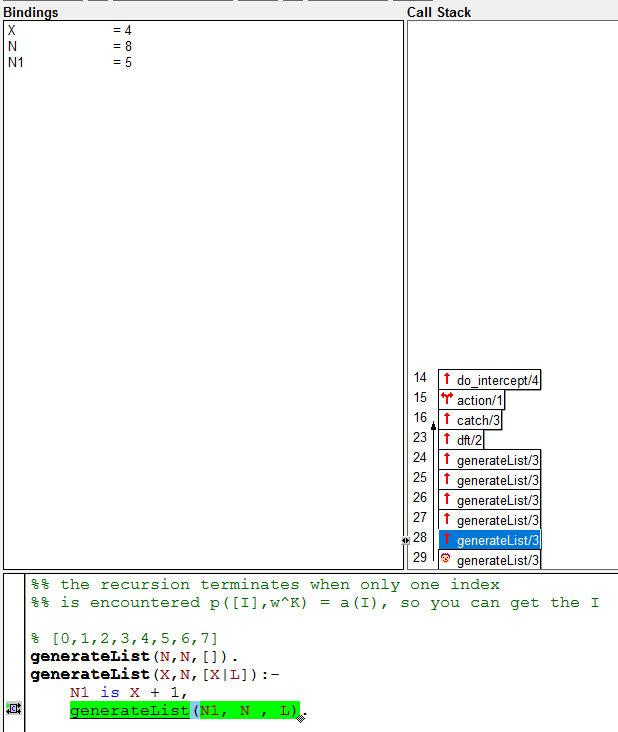 Bindings
X = 4
N = 8
N1 = 5
Call Stack
14 do_intercept/4
15 action/1
16 catch/3
23 dft/2
24 generateList/3
25 generateList/3
26 generateList/3
27 generateList/3
28 generateList/3
29 generateList/3
%% the recursion terminates when only one index
%% is encountered p([I],w^K) = a(I), so you can get the I
% [0,1,2,3,4,5,6,7]
generateList(N,N,[]).
generateList(X,N,[X|L]):-
N1 is X + 1,
generateList(N1, N , L).